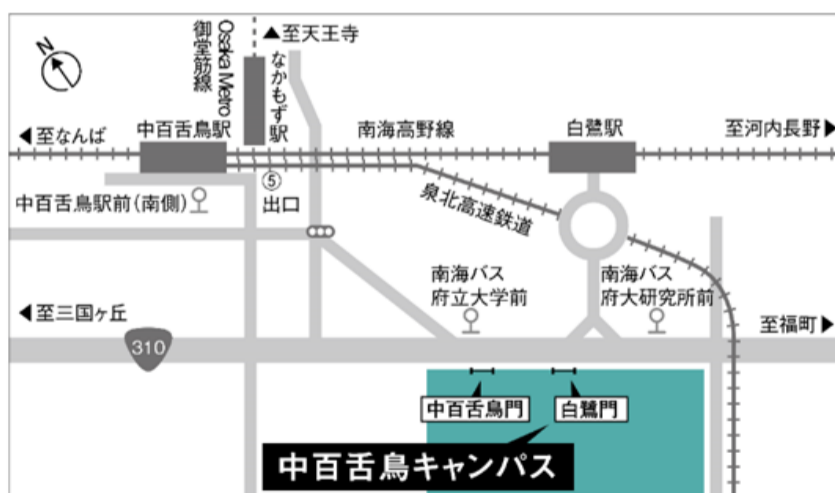 N
▲至天王寺
Osaka Metro
御堂筋線
なかもず駅
◀至なんば
中百舌鳥駅
南海高野線
白鷺駅
至河内長野▶
中百舌鳥駅前(南側)
⑤
出口
泉北高速鉄道
南海バス
府立大学前
南海バス
府大研究所前
◀至三国ヶ丘
至福町▶
310
中百舌鳥門
白鷺門
中百舌鳥キャンパス